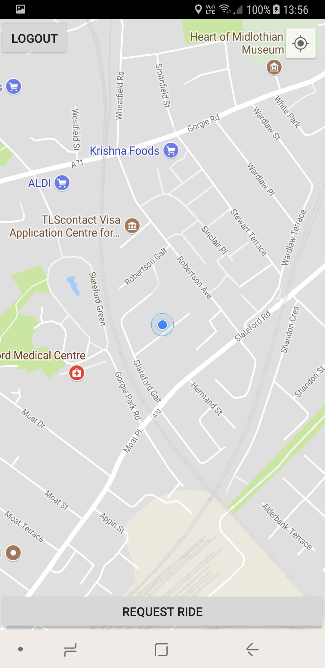 100% 13:56
LOGOUT
Heart of Midlothian
Museum
Wheatfield Rd
Smithfield St
Westfield St
White Park
Wardlaw St
Gorgie Rd
Krishna Foods
A71
ALDI
Wardlaw Pl
TLScontact Visa
Application Centre for...
Stewart Terrace
Wardlaw Terrace
Sinclair Pl
Robertson Gait
Robertson Ave
Slateford Green
Slateford Rd
Shandon Cres
ord Medical Centre
Slateford Gait
Gorgie Park Rd
Shandon St
Hermand St
A70
Moat Dr
Moat Pl
Moat St
Appin St
Alderbank Terrace
Moat Terrace
REQUEST RIDE